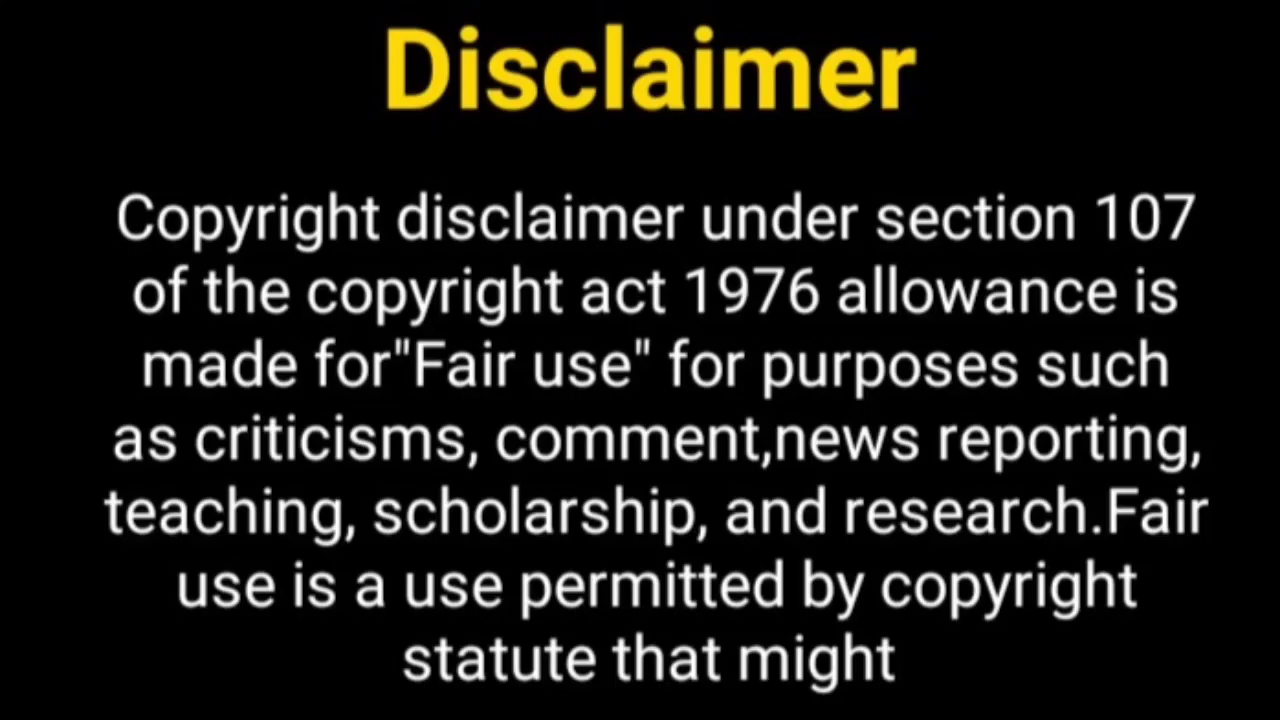 Disclaimer
Copyright disclaimer under section 107
of the copyright act 1976 allowance is
made for"Fair use" for purposes such
as criticisms, comment,news reporting,
teaching, scholarship, and research.Fair
use is a use permitted by copyright
statute that might